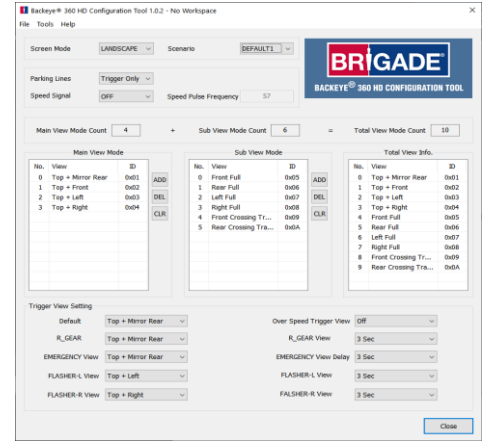 Backeye® 360 HD Configuration Tool 1.0.2 - No Workspace
File Tools Help
Screen Mode LANDSCAPE Scenario DEFAULT1
Parking Lines Trigger Only
Speed Signal OFF Speed Pulse Frequency 57
BRIGADE
BACKEYE® 360 HD CONFIGURATION TOOL
Main View Mode Count 4 + Sub View Mode Count 6 = Total View Mode Count 10
Main View Mode
No. View ID
0 Top + Mirror Rear 0x01
1 Top + Front 0x02
2 Top + Left 0x03
3 Top + Right 0x04
ADD
DEL
CLR
Sub View Mode
No. View ID
0 Front Full 0x05
1 Rear Full 0x06
2 Left Full 0x07
3 Right Full 0x08
4 Front Crossing Tr... 0x09
5 Rear Crossing Tra... 0x0A
ADD
DEL
CLR
Total View Info.
No. View ID
0 Top + Mirror Rear 0x01
1 Top + Front 0x02
2 Top + Left 0x03
3 Top + Right 0x04
4 Front Full 0x05
5 Rear Full 0x06
6 Left Full 0x07
7 Right Full 0x08
8 Front Crossing Tr... 0x09
9 Rear Crossing Tra... 0x0A
Trigger View Setting
Default Top + Mirror Rear Over Speed Trigger View Off
R_GEAR Top + Mirror Rear R_GEAR View 3 Sec
EMERGENCY View Top + Mirror Rear EMERGENCY View Delay 3 Sec
FLASHER-L View Top + Left FLASHER-L View 3 Sec
FLASHER-R View Top + Right FALSHER-R View 3 Sec
Close